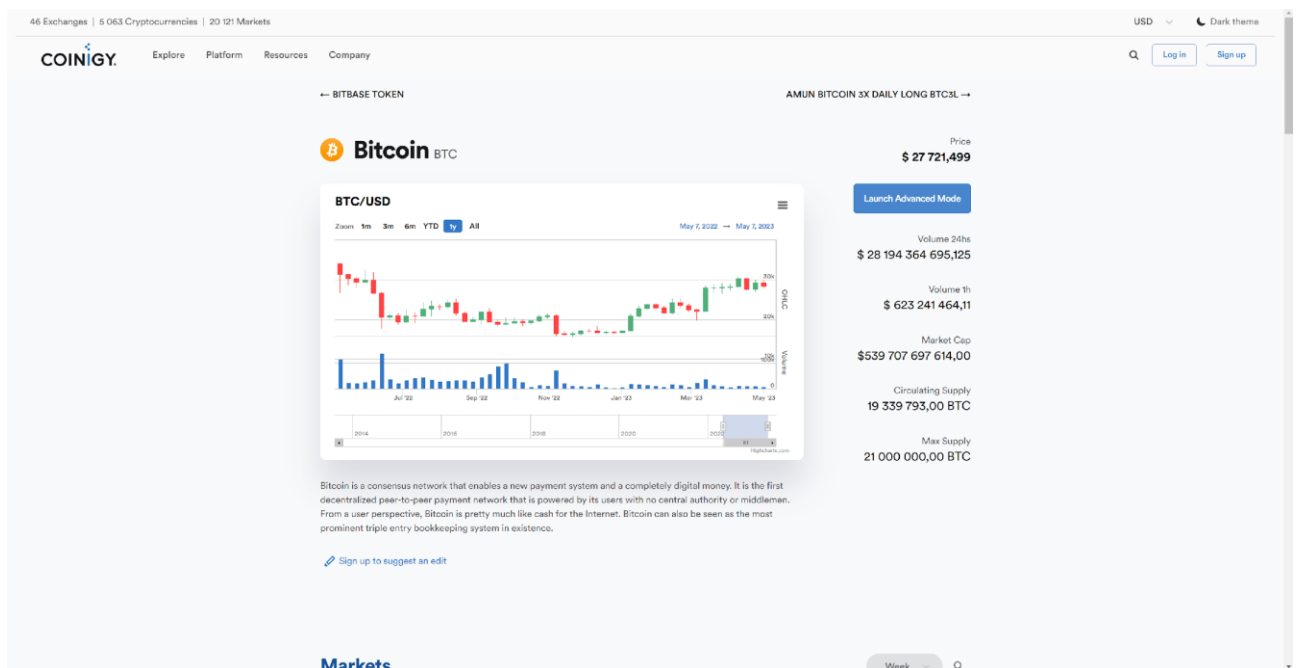 46 Exchanges | 5 063 Cryptocurrencies | 20 121 Markets
USD
Dark theme
COINIGY.
Explore
Platform
Resources
Company
Log in
Sign up
← BITBASE TOKEN
AMUN BITCOIN 3X DAILY LONG BTC3L →
Bitcoin BTC
Price
$ 27 721,499
BTC/USD
Zoom 1m 3m 6m YTD 1y All
May 7, 2022 → May 7, 2023
30k
OHLC
20k
Volume
0
Jul '22
Sep '22
Nov '22
Jan '23
Mar '23
May '23
2014
2016
2018
2020
Highcharts.com
Launch Advanced Mode
Volume 24hs
$ 28 194 364 695,125
Volume 1h
$ 623 241 464,11
Market Cap
$539 707 697 614,00
Circulating Supply
19 339 793,00 BTC
Max Supply
21 000 000,00 BTC
Bitcoin is a consensus network that enables a new payment system and a completely digital money. It is the first
decentralized peer-to-peer payment network that is powered by its users with no central authority or middlemen.
From a user perspective, Bitcoin is pretty much like cash for the Internet. Bitcoin can also be seen as the most
prominent triple entry bookkeeping system in existence.
Sign up to suggest an edit
Markets
Week